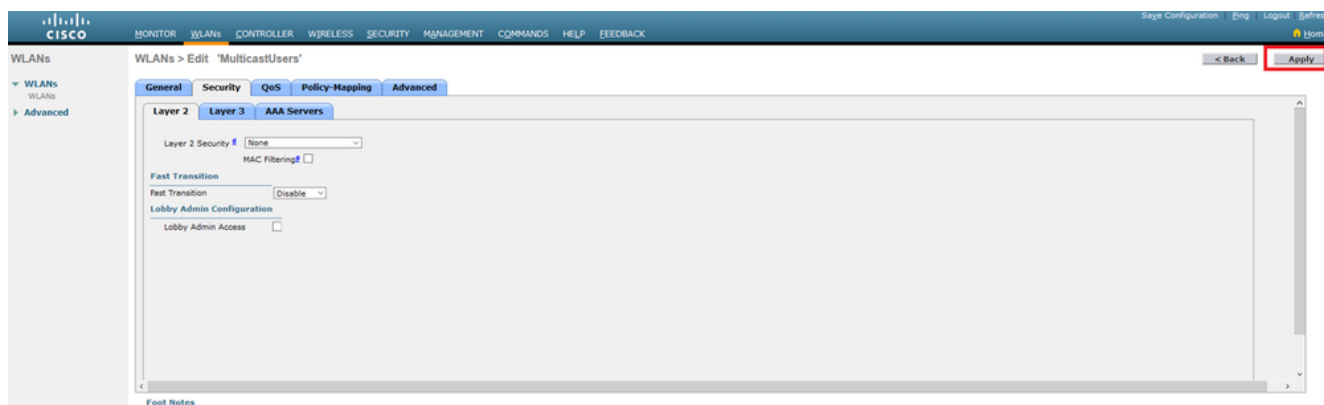 Save Configuration | Ping | Logout | Refres
CISCO MONITOR WLANs CONTROLLER WIRELESS SECURITY MANAGEMENT COMMANDS HELP FEEDBACK Hom
WLANs
WLANs > Edit 'MulticastUsers'
< Back
Apply
WLANs
WLANs
Advanced
General Security QoS Policy-Mapping Advanced
Layer 2 Layer 3 AAA Servers
Layer 2 Security None
MAC Filtering
Fast Transition
Fast Transition Disable
Lobby Admin Configuration
Lobby Admin Access
Foot Notes